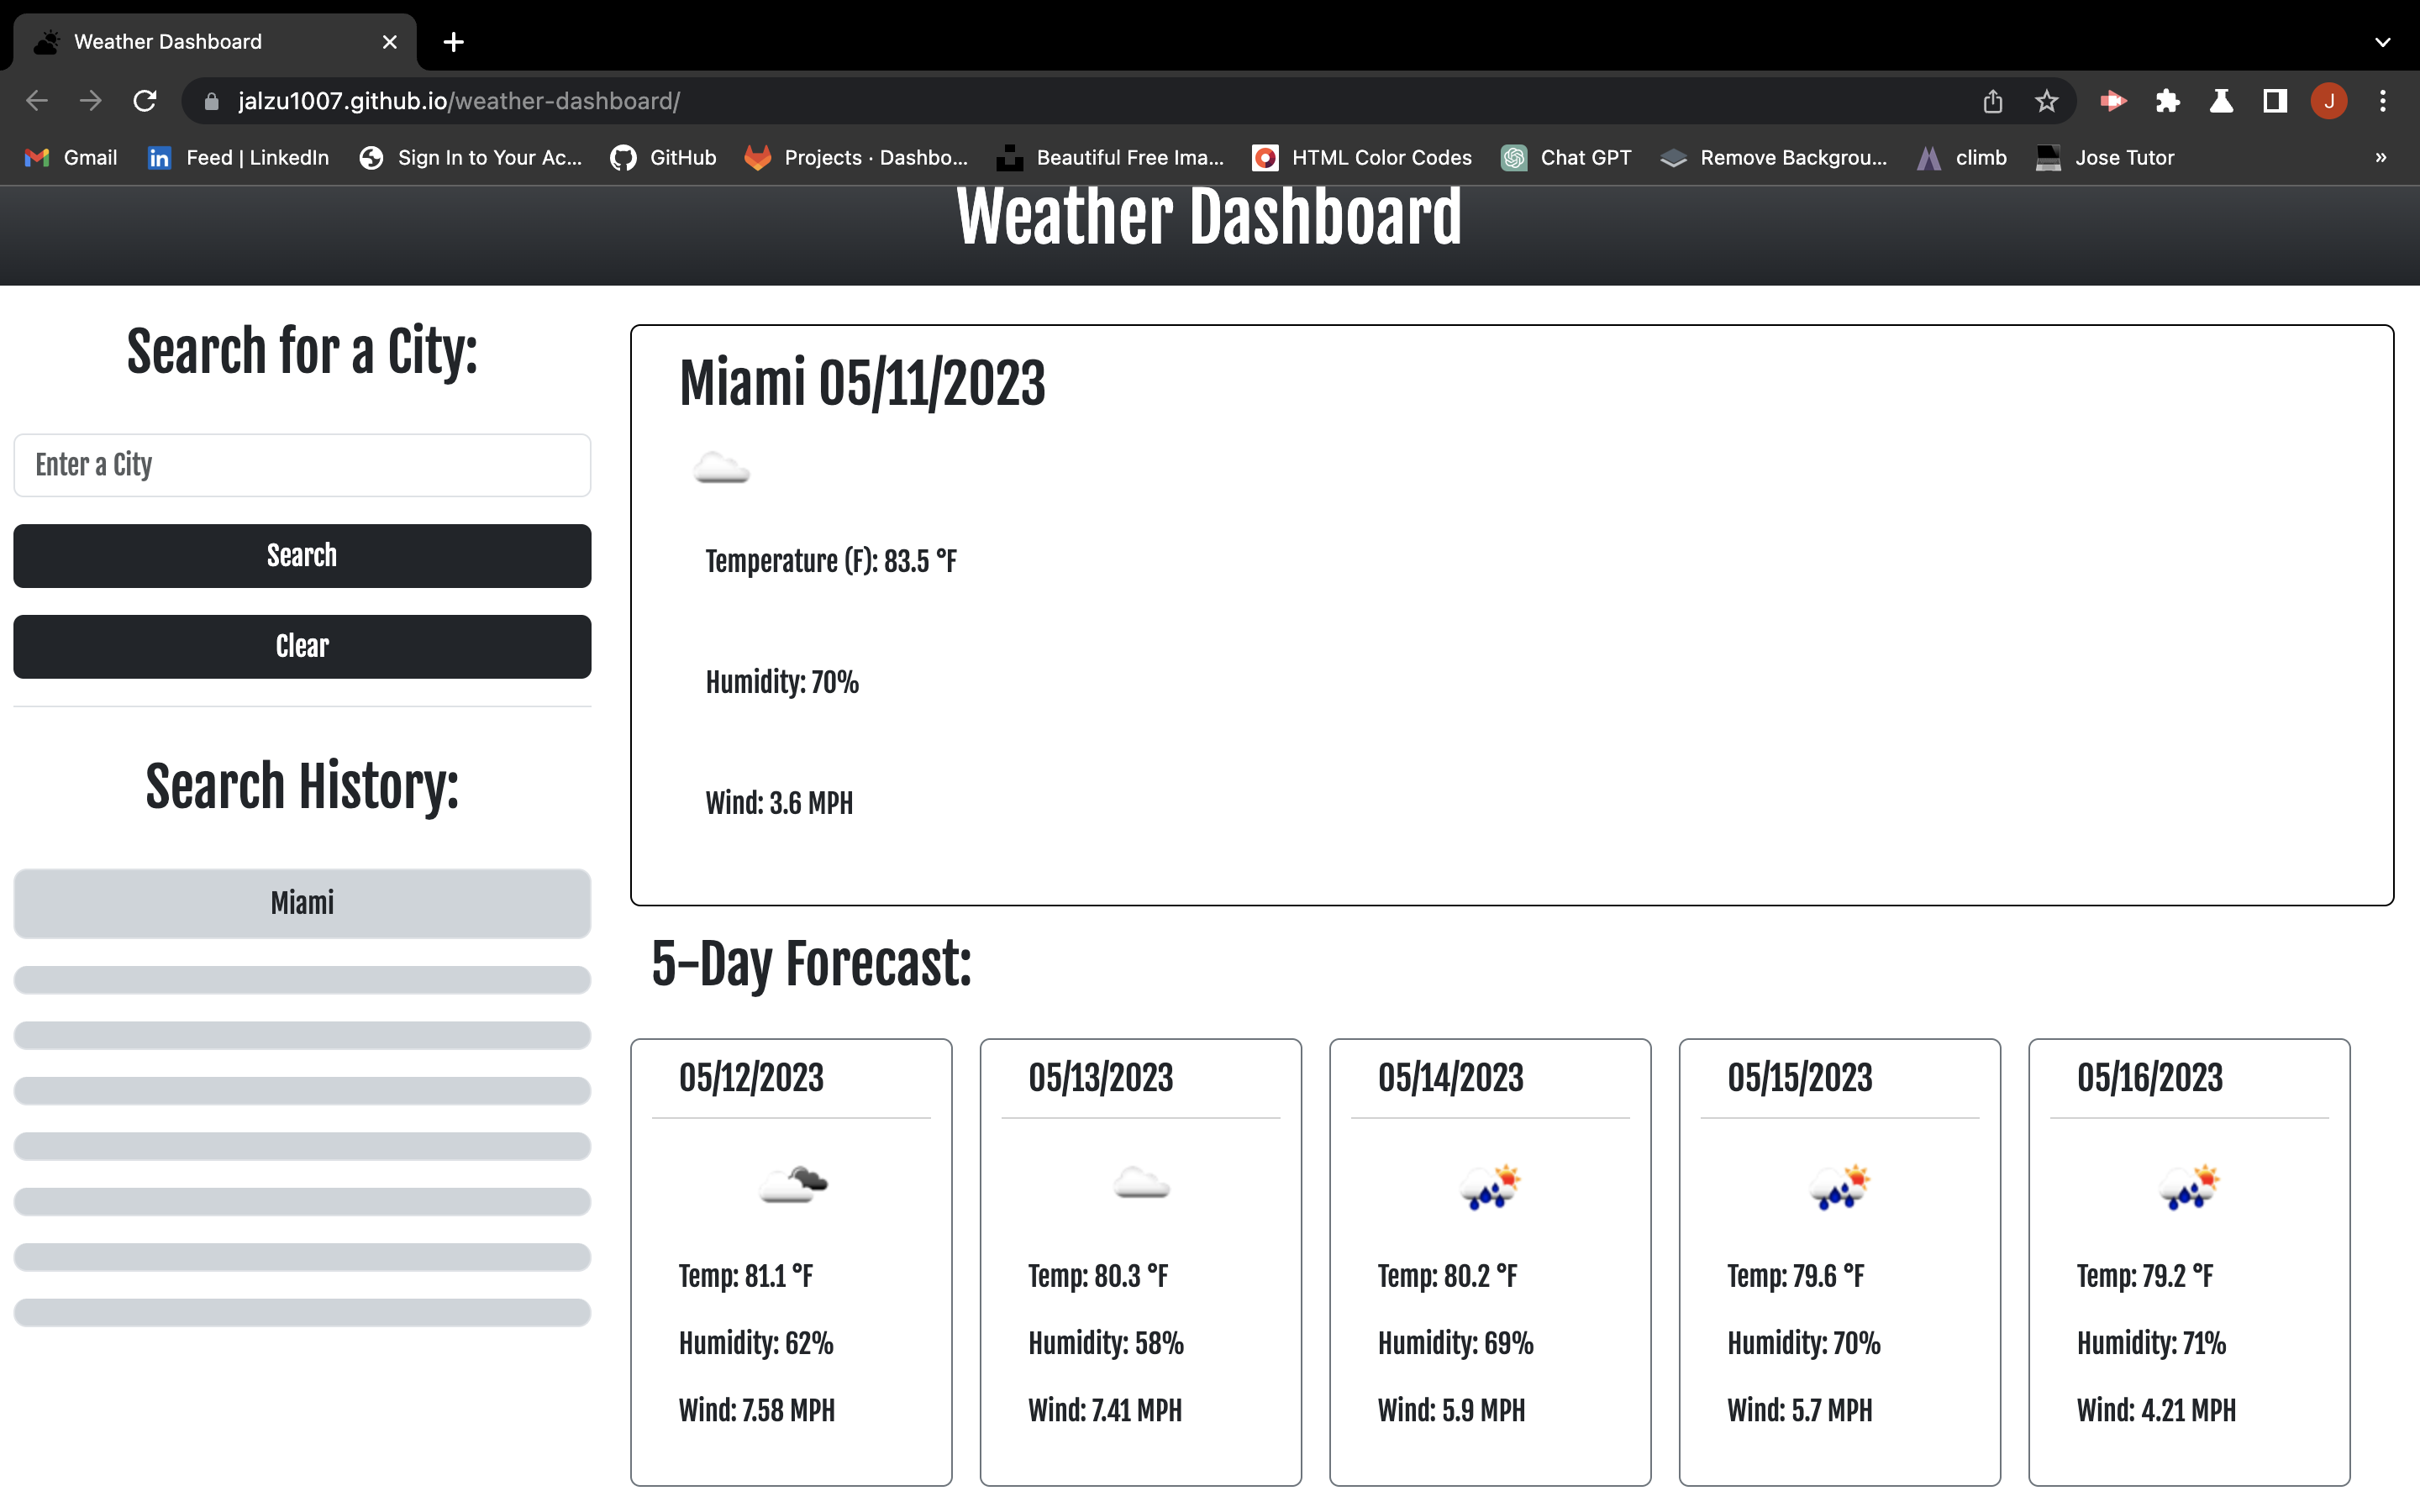 Weather Dashboard
jalzu1007.github.io/weather-dashboard/
J
Gmail
in Feed | LinkedIn
Sign In to Your Ac...
GitHub
Projects · Dashbo...
Beautiful Free Ima...
HTML Color Codes
Chat GPT
Remove Backgrou...
climb
Jose Tutor
»
Weather Dashboard
Search for a City:
Enter a City
Search
Clear
Search History:
Miami
Miami 05/11/2023
Temperature (F): 83.5 °F
Humidity: 70%
Wind: 3.6 MPH
5-Day Forecast:
05/12/2023
Temp: 81.1 °F
Humidity: 62%
Wind: 7.58 MPH
05/13/2023
Temp: 80.3 °F
Humidity: 58%
Wind: 7.41 MPH
05/14/2023
Temp: 80.2 °F
Humidity: 69%
Wind: 5.9 MPH
05/15/2023
Temp: 79.6 °F
Humidity: 70%
Wind: 5.7 MPH
05/16/2023
Temp: 79.2 °F
Humidity: 71%
Wind: 4.21 MPH